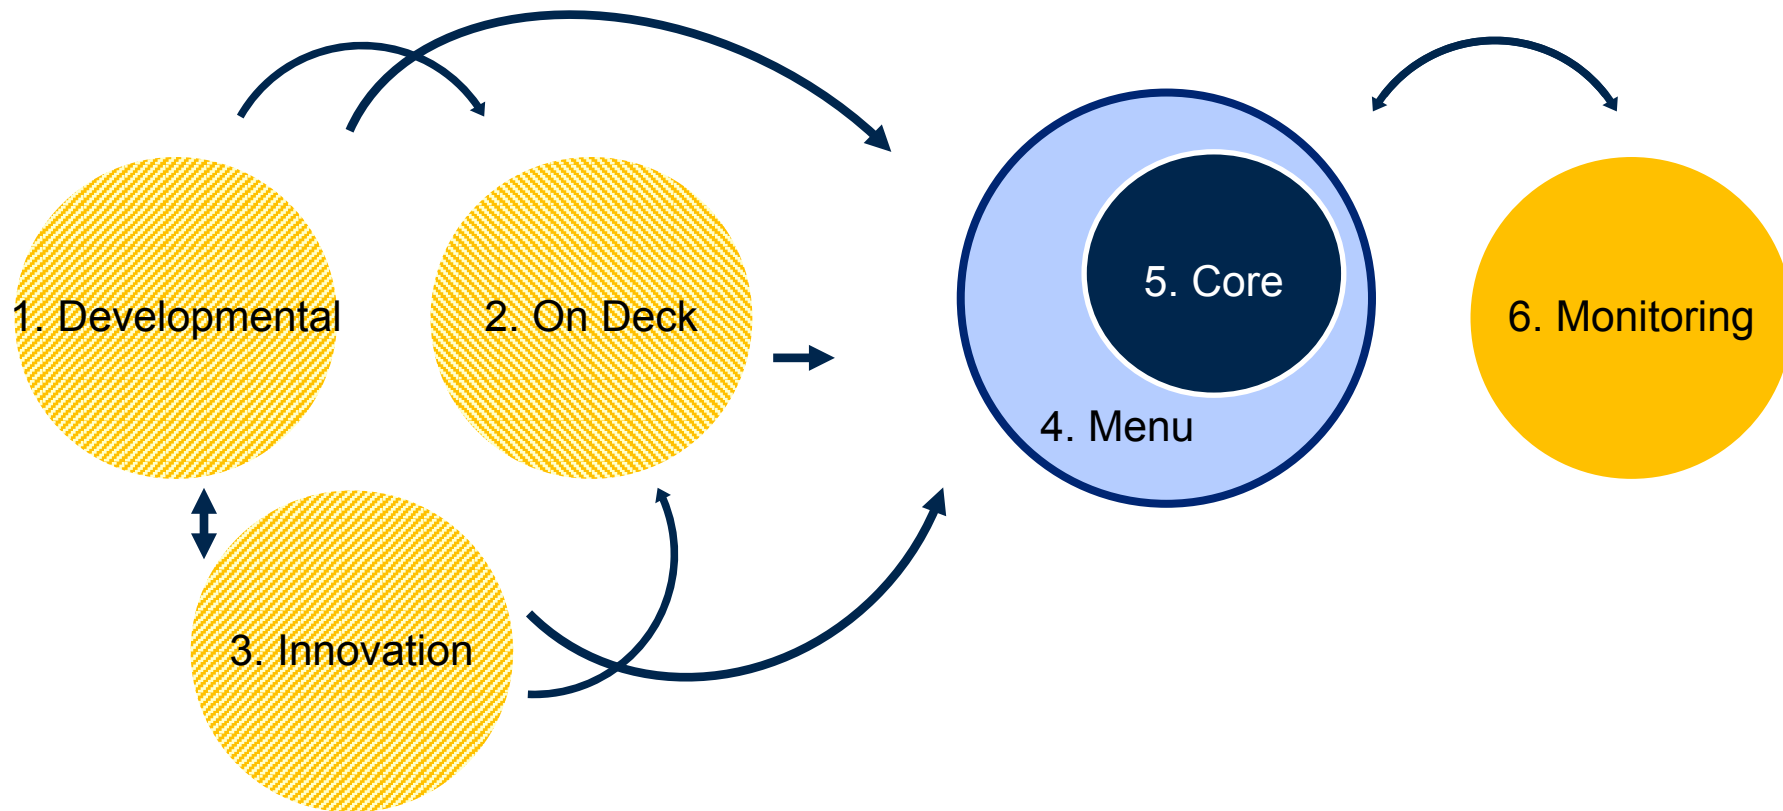 1. Developmental
2. On Deck
3. Innovation
4. Menu
5. Core
6. Monitoring